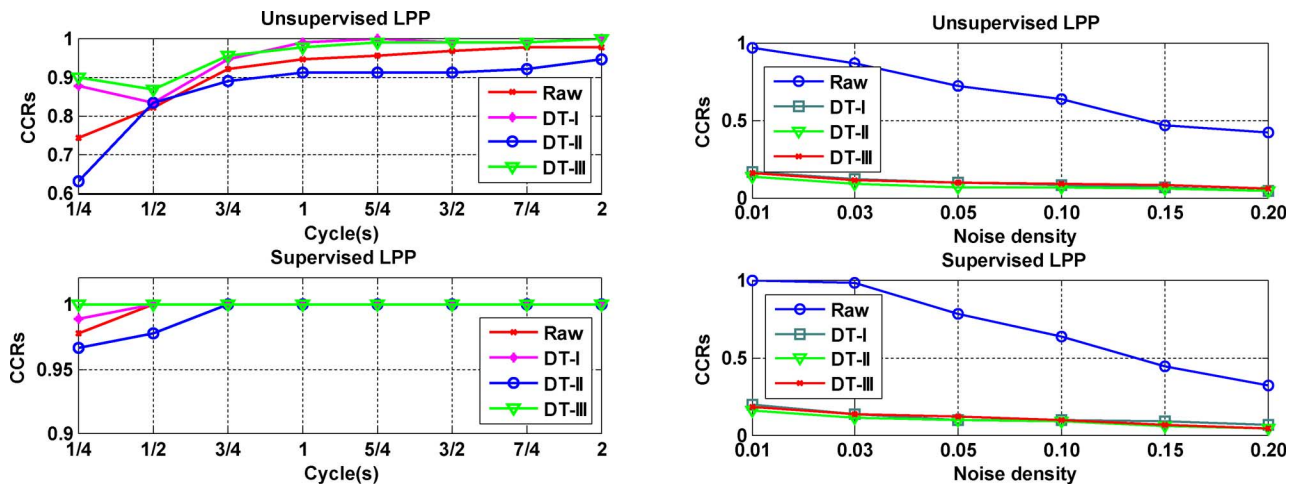 Unsupervised LPP
CCRs
1
0.9
0.8
0.7
0.6
Raw
DT-I
DT-II
DT-III
1/4 1/2 3/4 1 5/4 3/2 7/4 2
Cycle(s)
Supervised LPP
CCRs
1
0.95
0.9
Raw
DT-I
DT-II
DT-III
1/4 1/2 3/4 1 5/4 3/2 7/4 2
Cycle(s)
Unsupervised LPP
CCRs
1
0.5
0
Raw
DT-I
DT-II
DT-III
0.01 0.03 0.05 0.10 0.15 0.20
Noise density
Supervised LPP
CCRs
1
0.5
0
Raw
DT-I
DT-II
DT-III
0.01 0.03 0.05 0.10 0.15 0.20
Noise density